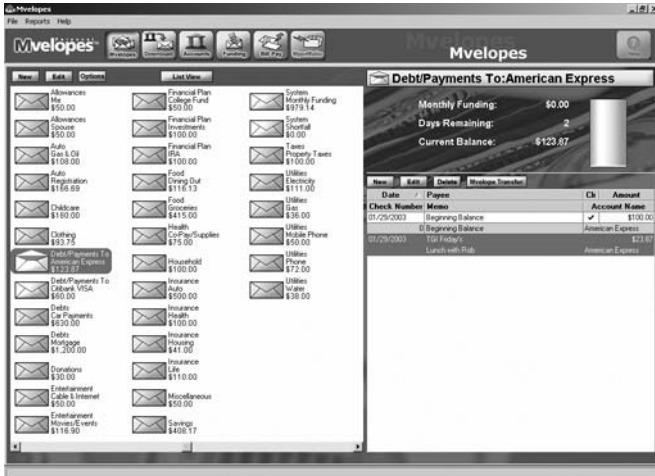 Mvelopes
File Reports Help
Mvelopes
Mvelopes
Accounts
Funding
Bill Pay
Mvelopes
New Edit Options List View
Allowances
Me
$50.00
Allowances
Spouse
$50.00
Auto
Gas & Oil
$108.00
Auto
Registration
$166.69
Childcare
$180.00
Clothing
$93.75
Debt/Payments To
American Express
$123.87
Debt/Payments To
Citibank VISA
$60.00
Debts
Car Payments
$630.00
Debts
Mortgage
$1,200.00
Donations
$30.00
Entertainment
Cable & Internet
$50.00
Entertainment
Movies/Events
$116.90
Financial Plan
College Fund
$50.00
Financial Plan
Investments
$100.00
Financial Plan
IRA
$100.00
Food
Dining Out
$116.13
Food
Groceries
$415.00
Health
Co-Pay/Supplies
$75.00
Household
$100.00
Insurance
Auto
$500.00
Insurance
Health
$100.00
Insurance
Housing
$41.00
Insurance
Life
$110.00
Miscellaneous
$50.00
Savings
$408.17
System
Monthly Funding
$979.14
System
Shortfall
$0.00
Taxes
Property Taxes
$100.00
Utilities
Electricity
$111.00
Utilities
Gas
$36.00
Utilities
Mobile Phone
$50.00
Utilities
Phone
$72.00
Utilities
Water
$38.00
Debt/Payments To:American Express
Monthly Funding: $0.00
Days Remaining: 2
Current Balance: $123.87
New Edit Delete Mvelope Transfer
Date Payee Clr Amount
Check Number Memo Account Name
01/29/2003 Beginning Balance $100.00
0 Beginning Balance American Express
01/29/2003 TGI Friday's $23.87
Lunch with Rob American Express